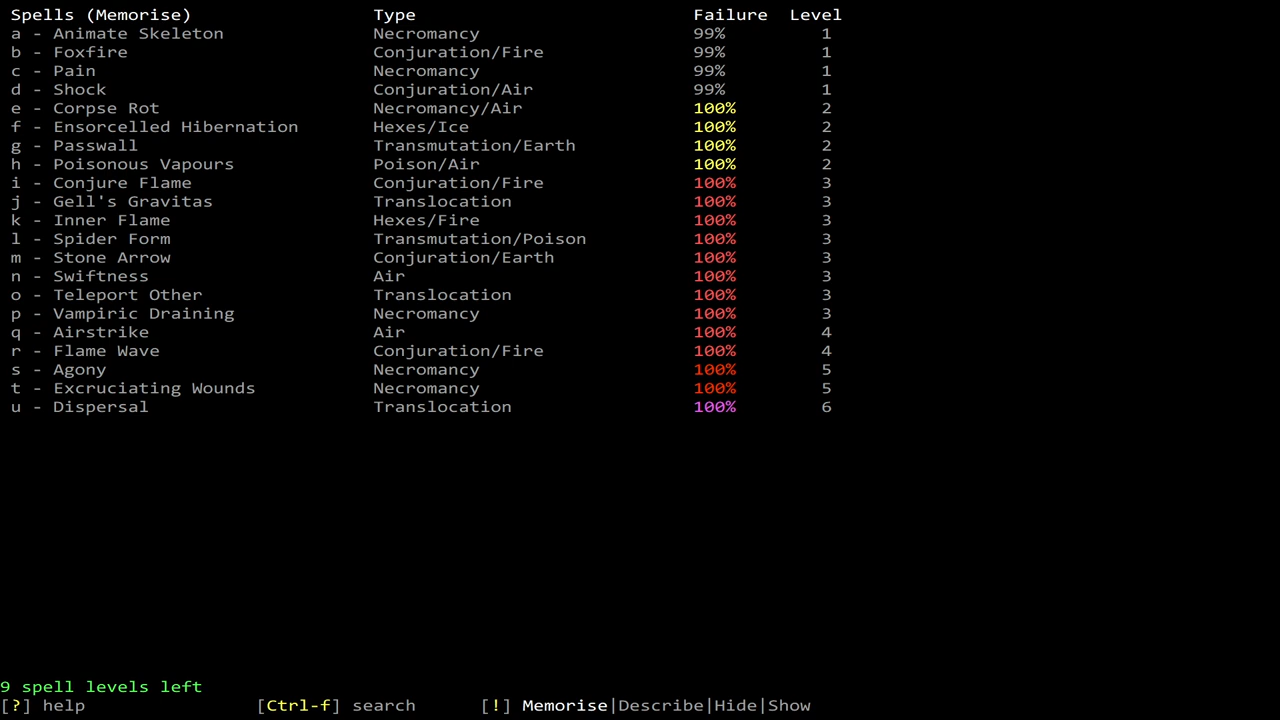 Spells (Memorise) Type Failure Level
a - Animate Skeleton Necromancy 99% 1
b - Foxfire Conjuration/Fire 99% 1
c - Pain Necromancy 99% 1
d - Shock Conjuration/Air 99% 1
e - Corpse Rot Necromancy/Air 100% 2
f - Ensorcelled Hibernation Hexes/Ice 100% 2
g - Passwall Transmutation/Earth 100% 2
h - Poisonous Vapours Poison/Air 100% 2
i - Conjure Flame Conjuration/Fire 100% 3
j - Gell's Gravitas Translocation 100% 3
k - Inner Flame Hexes/Fire 100% 3
l - Spider Form Transmutation/Poison 100% 3
m - Stone Arrow Conjuration/Earth 100% 3
n - Swiftness Air 100% 3
o - Teleport Other Translocation 100% 3
p - Vampiric Draining Necromancy 100% 3
q - Airstrike Air 100% 4
r - Flame Wave Conjuration/Fire 100% 4
s - Agony Necromancy 100% 5
t - Excruciating Wounds Necromancy 100% 5
u - Dispersal Translocation 100% 6
9 spell levels left
[?] help [Ctrl-f] search [!] Memorise|Describe|Hide|Show